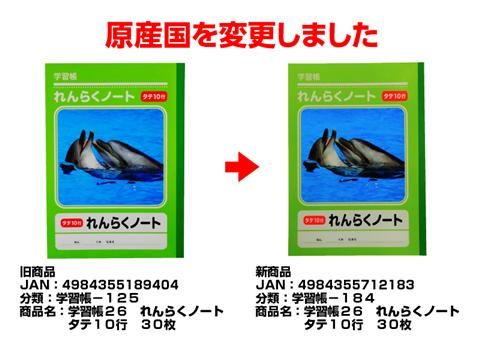 原産国を変更しました
学習帳
れんらくノート タテ10行
タテ10行 れんらくノート
学習帳
れんらくノート タテ10行
タテ10行 れんらくノート
旧商品
JAN：4984355189404
分類：学習帳－１２５
商品名：学習帳２６　れんらくノート
タテ１０行　３０枚
新商品
JAN：4984355712183
分類：学習帳－１８４
商品名：学習帳２６　れんらくノート
タテ１０行　３０枚